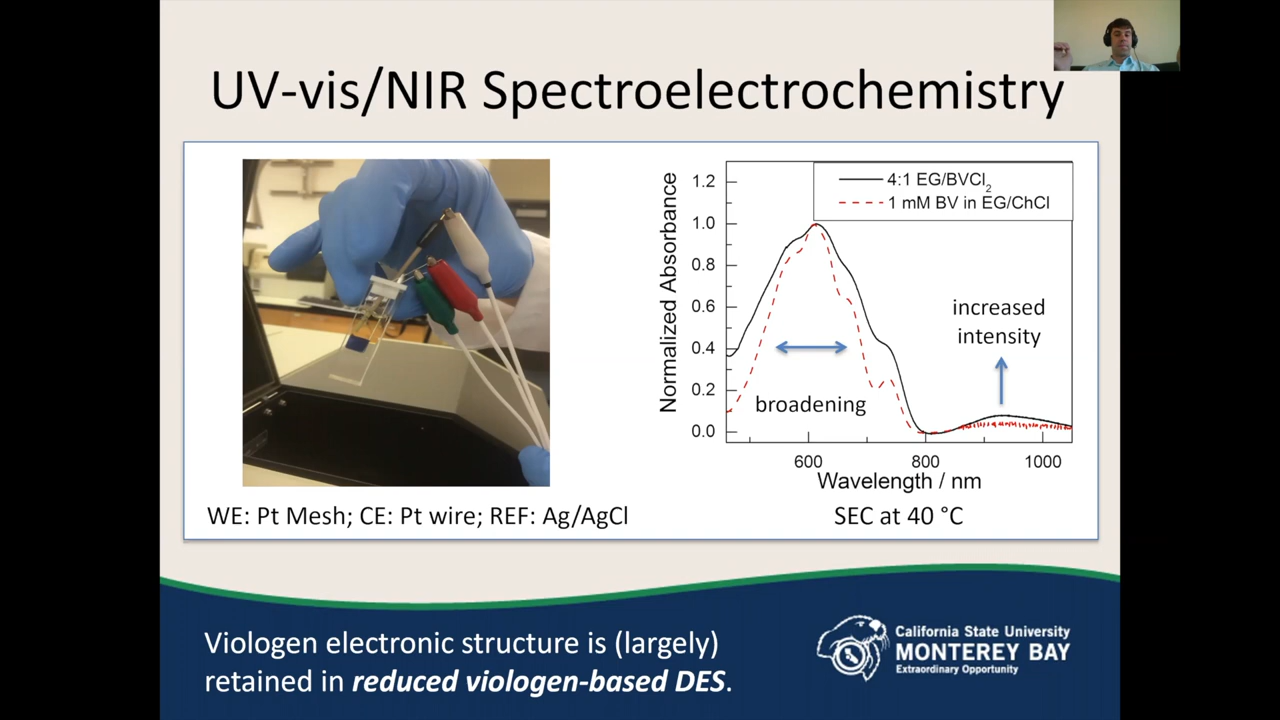 UV-vis/NIR Spectroelectrochemistry
Normalized Absorbance
1.2
1.0
0.8
0.6
0.4
0.2
0.0
4:1 EG/BVCl2
1 mM BV in EG/ChCl
increased
intensity
broadening
600
800
1000
Wavelength / nm
WE: Pt Mesh; CE: Pt wire; REF: Ag/AgCl
SEC at 40 °C
Viologen electronic structure is (largely)
retained in reduced viologen-based DES.
California State University
MONTEREY BAY
Extraordinary Opportunity